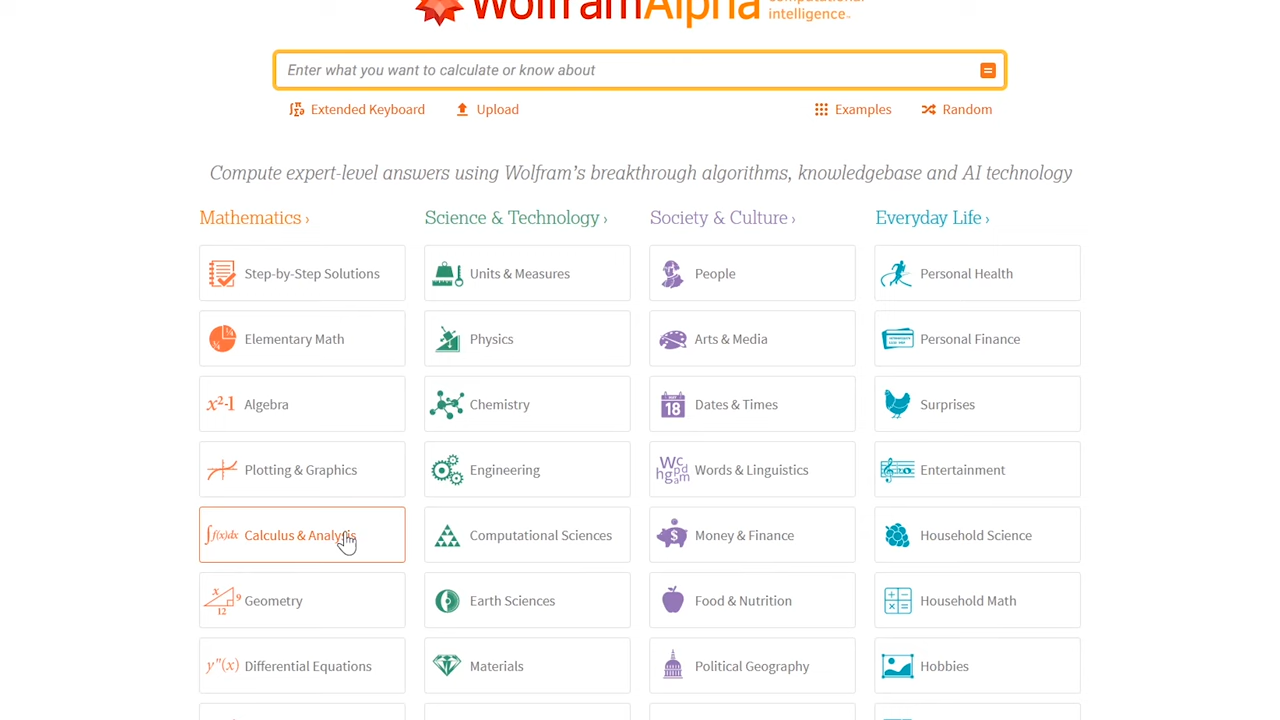 WolframAlpha computational
intelligence™
Enter what you want to calculate or know about
Extended Keyboard Upload Examples Random
Compute expert-level answers using Wolfram's breakthrough algorithms, knowledgebase and AI technology
Mathematics › Science & Technology › Society & Culture › Everyday Life ›
Step-by-Step Solutions Units & Measures People Personal Health
Elementary Math Physics Arts & Media Personal Finance
x²-1 Algebra Chemistry 18 Dates & Times Surprises
Plotting & Graphics Engineering Words & Linguistics Entertainment
∫f(x)dx Calculus & Analysis Computational Sciences $ Money & Finance Household Science
x 9 12 Geometry Earth Sciences Food & Nutrition Household Math
y"(x) Differential Equations Materials Political Geography Hobbies